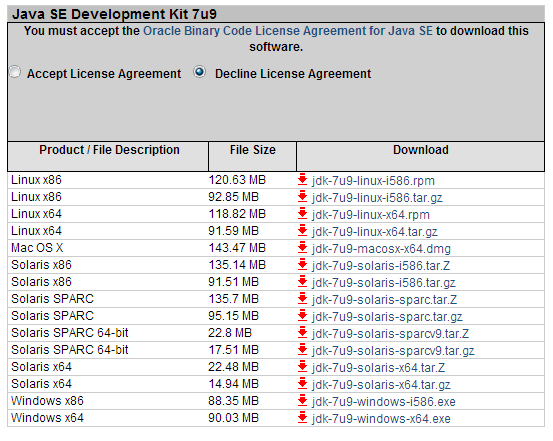 Java SE Development Kit 7u9
You must accept the Oracle Binary Code License Agreement for Java SE to download this
software.
Accept License Agreement Decline License Agreement
Product / File Description File Size Download
Linux x86 120.63 MB jdk-7u9-linux-i586.rpm
Linux x86 92.85 MB jdk-7u9-linux-i586.tar.gz
Linux x64 118.82 MB jdk-7u9-linux-x64.rpm
Linux x64 91.59 MB jdk-7u9-linux-x64.tar.gz
Mac OS X 143.47 MB jdk-7u9-macosx-x64.dmg
Solaris x86 135.14 MB jdk-7u9-solaris-i586.tar.Z
Solaris x86 91.51 MB jdk-7u9-solaris-i586.tar.gz
Solaris SPARC 135.7 MB jdk-7u9-solaris-sparc.tar.Z
Solaris SPARC 95.15 MB jdk-7u9-solaris-sparc.tar.gz
Solaris SPARC 64-bit 22.8 MB jdk-7u9-solaris-sparcv9.tar.Z
Solaris SPARC 64-bit 17.51 MB jdk-7u9-solaris-sparcv9.tar.gz
Solaris x64 22.48 MB jdk-7u9-solaris-x64.tar.Z
Solaris x64 14.94 MB jdk-7u9-solaris-x64.tar.gz
Windows x86 88.35 MB jdk-7u9-windows-i586.exe
Windows x64 90.03 MB jdk-7u9-windows-x64.exe